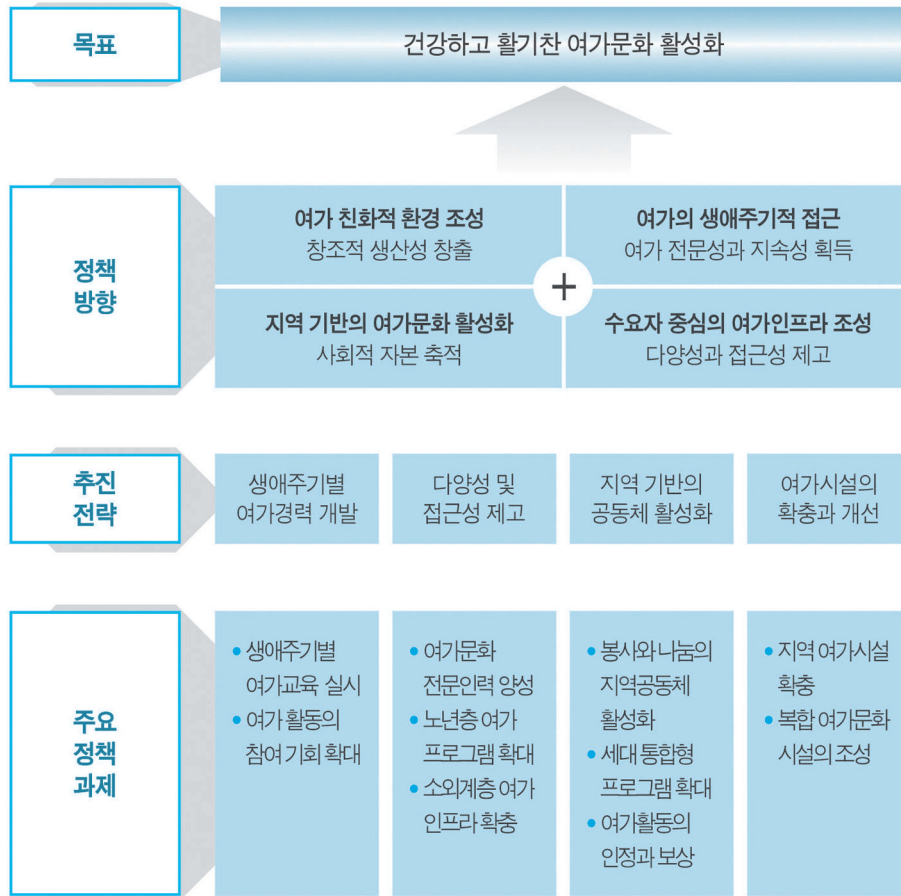 목표
건강하고 활기찬 여가문화 활성화
정책
방향
여가 친화적 환경 조성
창조적 생산성 창출
여가의 생애주기적 접근
여가 전문성과 지속성 획득
+
지역 기반의 여가문화 활성화
사회적 자본 축적
수요자 중심의 여가인프라 조성
다양성과 접근성 제고
추진
전략
생애주기별
여가경력 개발
다양성 및
접근성 제고
지역 기반의
공동체 활성화
여가시설의
확충과 개선
주요
정책
과제
• 생애주기별
여가교육 실시
• 여가 활동의
참여 기회 확대
• 여가문화
전문인력 양성
• 노년층 여가
프로그램 확대
• 소외계층 여가
인프라 확충
• 봉사와 나눔의
지역공동체
활성화
• 세대 통합형
프로그램 확대
• 여가활동의
인정과 보상
• 지역 여가시설
확충
• 복합 여가문화
시설의 조성